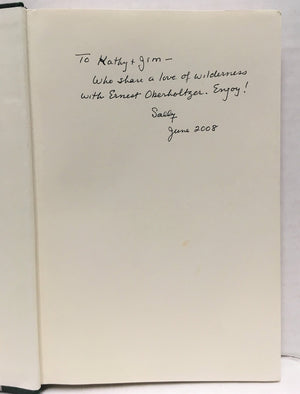 To Kathy + Jim —
Who share a love of wilderness
with Ernest Oberholtzer. Enjoy!
Sally
June 2008